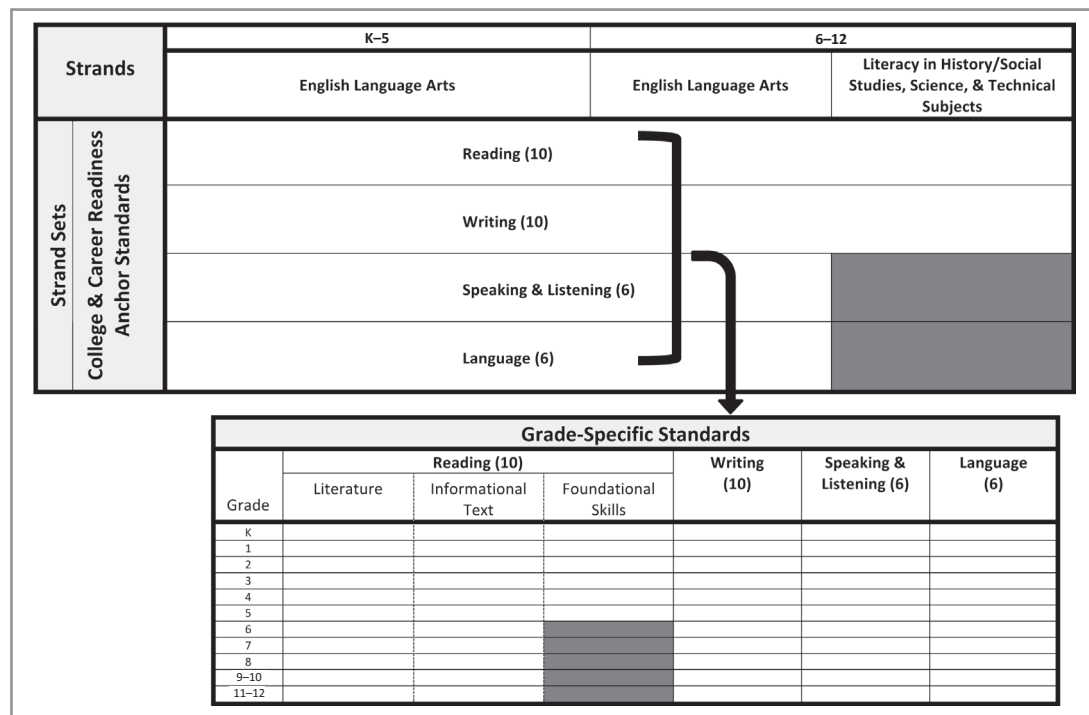 Strands
K–5
6–12
English Language Arts
English Language Arts
Literacy in History/Social
Studies, Science, & Technical
Subjects
Strand Sets
College & Career Readiness
Anchor Standards
Reading (10)
Writing (10)
Speaking & Listening (6)
Language (6)
Grade-Specific Standards
Grade
Reading (10)
Literature
Informational
Text
Foundational
Skills
Writing
(10)
Speaking &
Listening (6)
Language
(6)
K
1
2
3
4
5
6
7
8
9–10
11–12